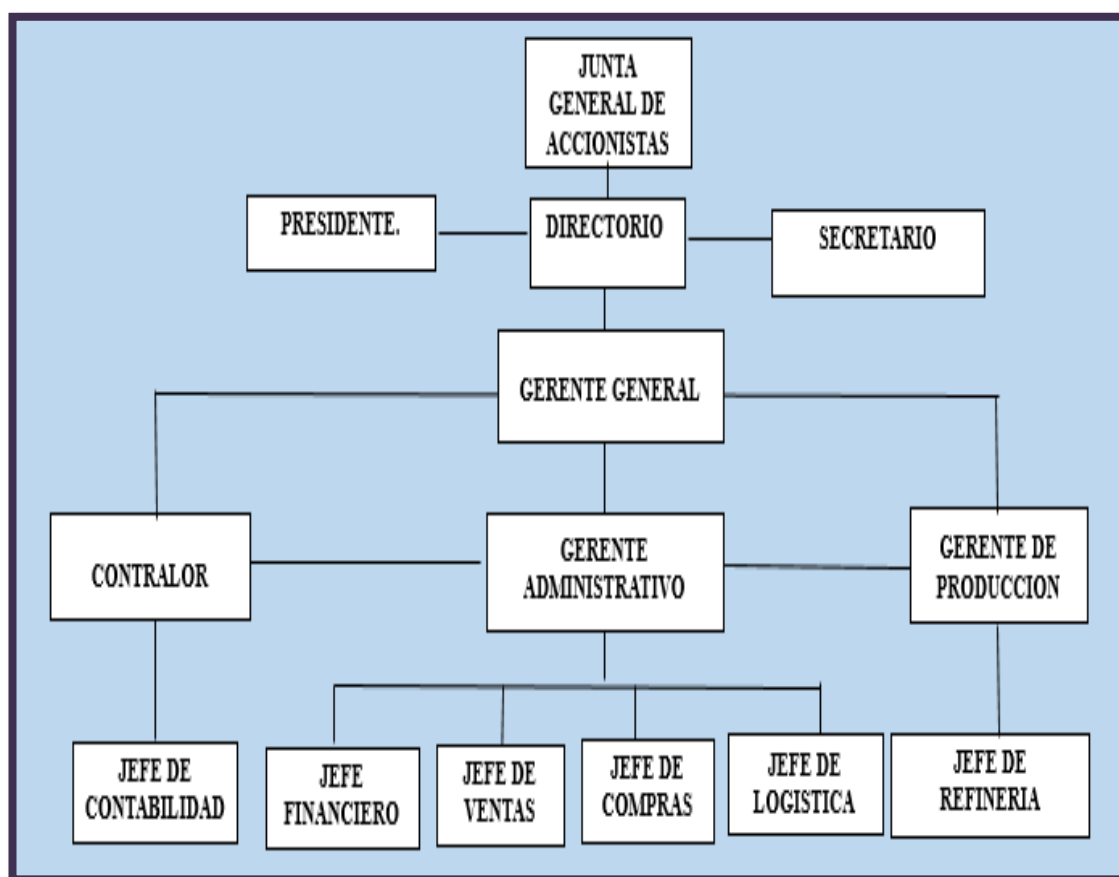 JUNTA
GENERAL DE
ACCIONISTAS
PRESIDENTE.
DIRECTORIO
SECRETARIO
GERENTE GENERAL
CONTRALOR
GERENTE
ADMINISTRATIVO
GERENTE DE
PRODUCCION
JEFE DE
CONTABILIDAD
JEFE
FINANCIERO
JEFE DE
VENTAS
JEFE DE
COMPRAS
JEFE DE
LOGISTICA
JEFE DE
REFINERIA